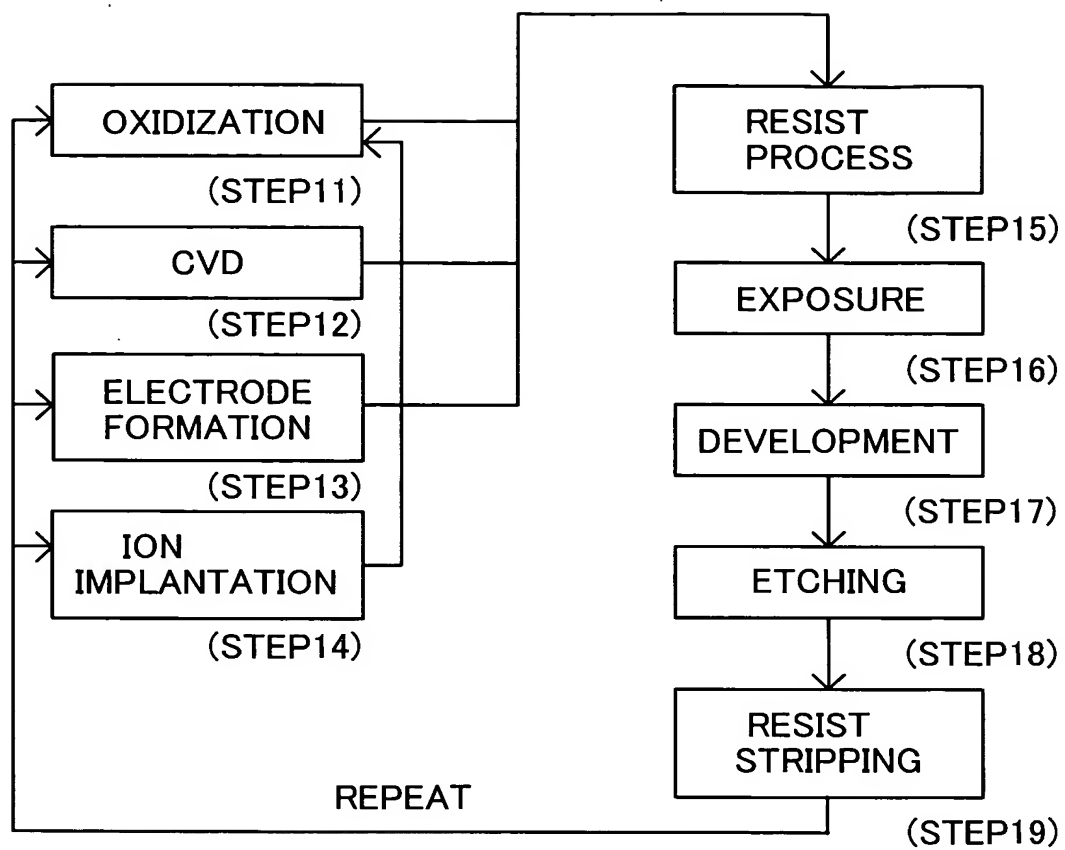 OXIDIZATION
(STEP11)
CVD
(STEP12)
ELECTRODE
FORMATION
(STEP13)
ION
IMPLANTATION
(STEP14)
RESIST
PROCESS
(STEP15)
EXPOSURE
(STEP16)
DEVELOPMENT
(STEP17)
ETCHING
(STEP18)
RESIST
STRIPPING
(STEP19)
REPEAT